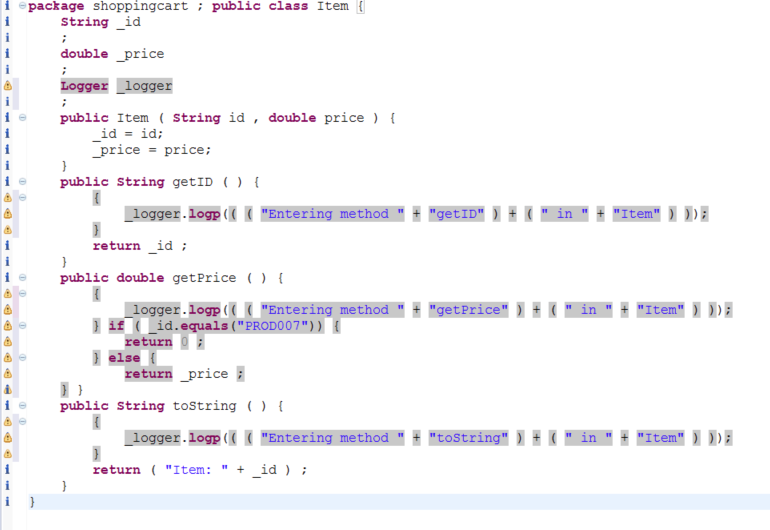 package shoppingcart ; public class Item {
    String _id
    ;
    double _price
    ;
    Logger _logger
    ;
    public Item ( String id , double price ) {
        _id = id;
        _price = price;
    }
    public String getID ( ) {
        {
            _logger.logp(( ( "Entering method " + "getID" ) + ( " in " + "Item" ) ));
        }
        return _id ;
    }
    public double getPrice ( ) {
        {
            _logger.logp(( ( "Entering method " + "getPrice" ) + ( " in " + "Item" ) ));
        } if ( _id.equals("PROD007")) {
            return 0 ;
        } else {
            return _price ;
    } }
    public String toString ( ) {
        {
            _logger.logp(( ( "Entering method " + "toString" ) + ( " in " + "Item" ) ));
        }
        return ( "Item: " + _id ) ;
    }
}